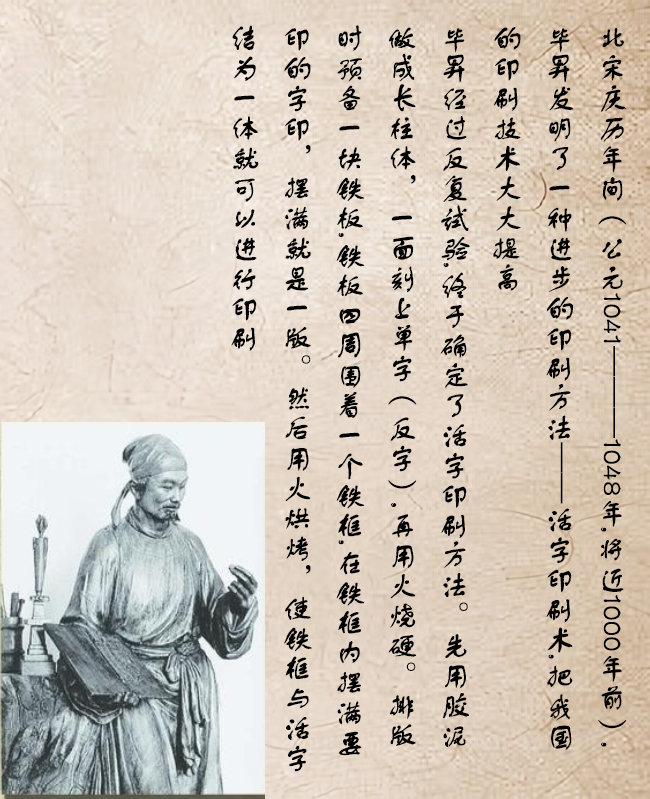 北宋庆历年间（公元1041——1048年.将近1000年前）.
毕昇发明了一种进步的印刷方法——活字印刷术.把我国
的印刷技术大大提高
毕昇经过反复试验.终于确定了活字印刷方法。先用胶泥
做成长柱体，一面刻上单字（反字）.再用火烧硬。排版
时预备一块铁板.铁板四周围着一个铁框.在铁框内摆满要
印的字印，摆满就是一版。然后用火烘烤，使铁框与活字
结为一体就可以进行印刷